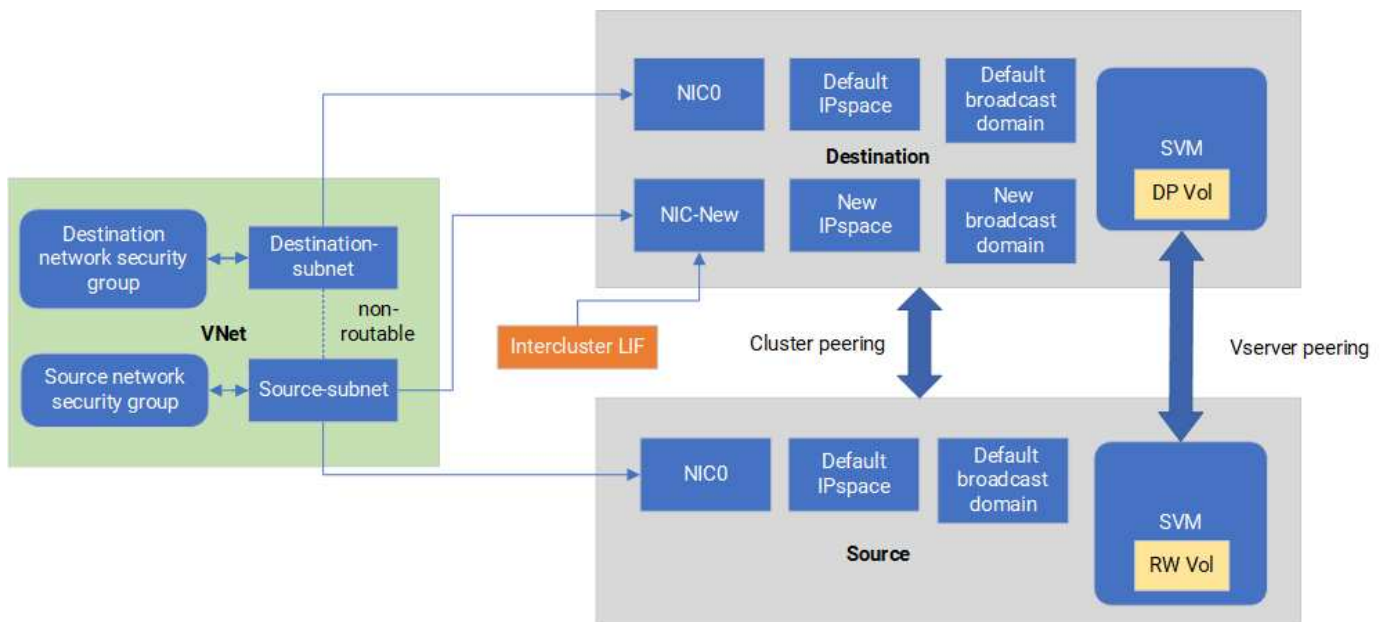 NIC0
Default
IPspace
Default
broadcast
domain
SVM
DP Vol
Destination
NIC-New
New
IPspace
New
broadcast
domain
Destination
network security
group
Destination-
subnet
VNet
non-
routable
Source network
security group
Source-subnet
Intercluster LIF
Cluster peering
Vserver peering
NIC0
Default
IPspace
Default
broadcast
domain
SVM
RW Vol
Source